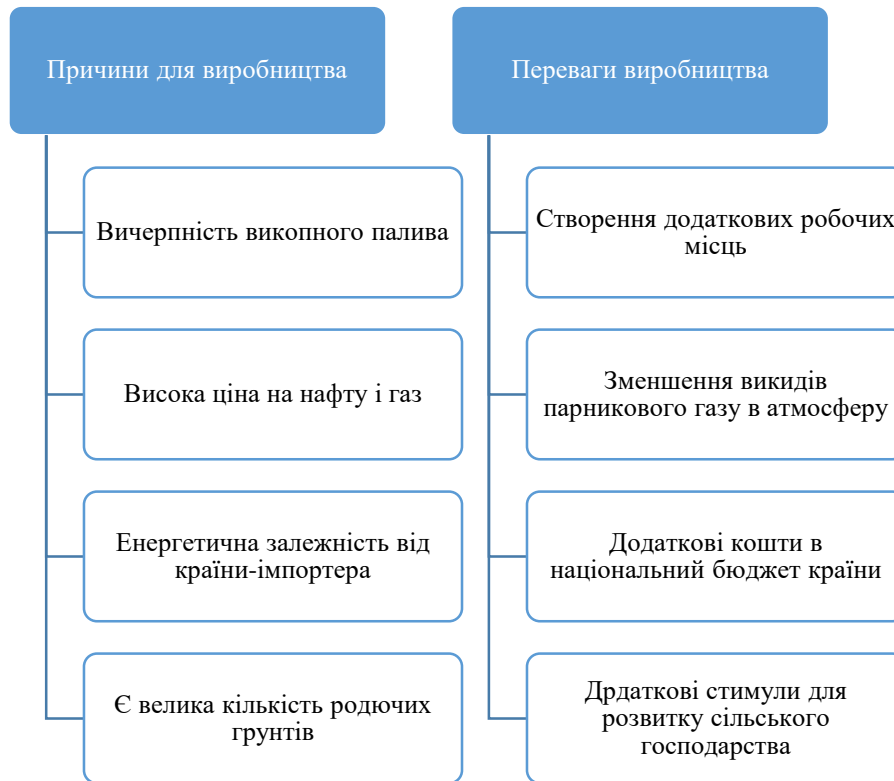 Причини для виробництва
Вичерпність викопного палива
Висока ціна на нафту і газ
Енергетична залежність від
країни-імпортера
Є велика кількість родючих
грунтів
Переваги виробництва
Створення додаткових робочих
місць
Зменшення викидів
парникового газу в атмосферу
Додаткові кошти в
національний бюджет країни
Дрдаткові стимули для
розвитку сільського
господарства